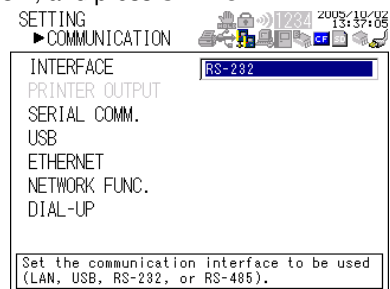 SETTING
►COMMUNICATION
1234
2005/10/02
13:37:05
CF
INTERFACE
RS-232
PRINTER OUTPUT
SERIAL COMM.
USB
ETHERNET
NETWORK FUNC.
DIAL-UP
Set the communication interface to be used
(LAN, USB, RS-232, or RS-485).